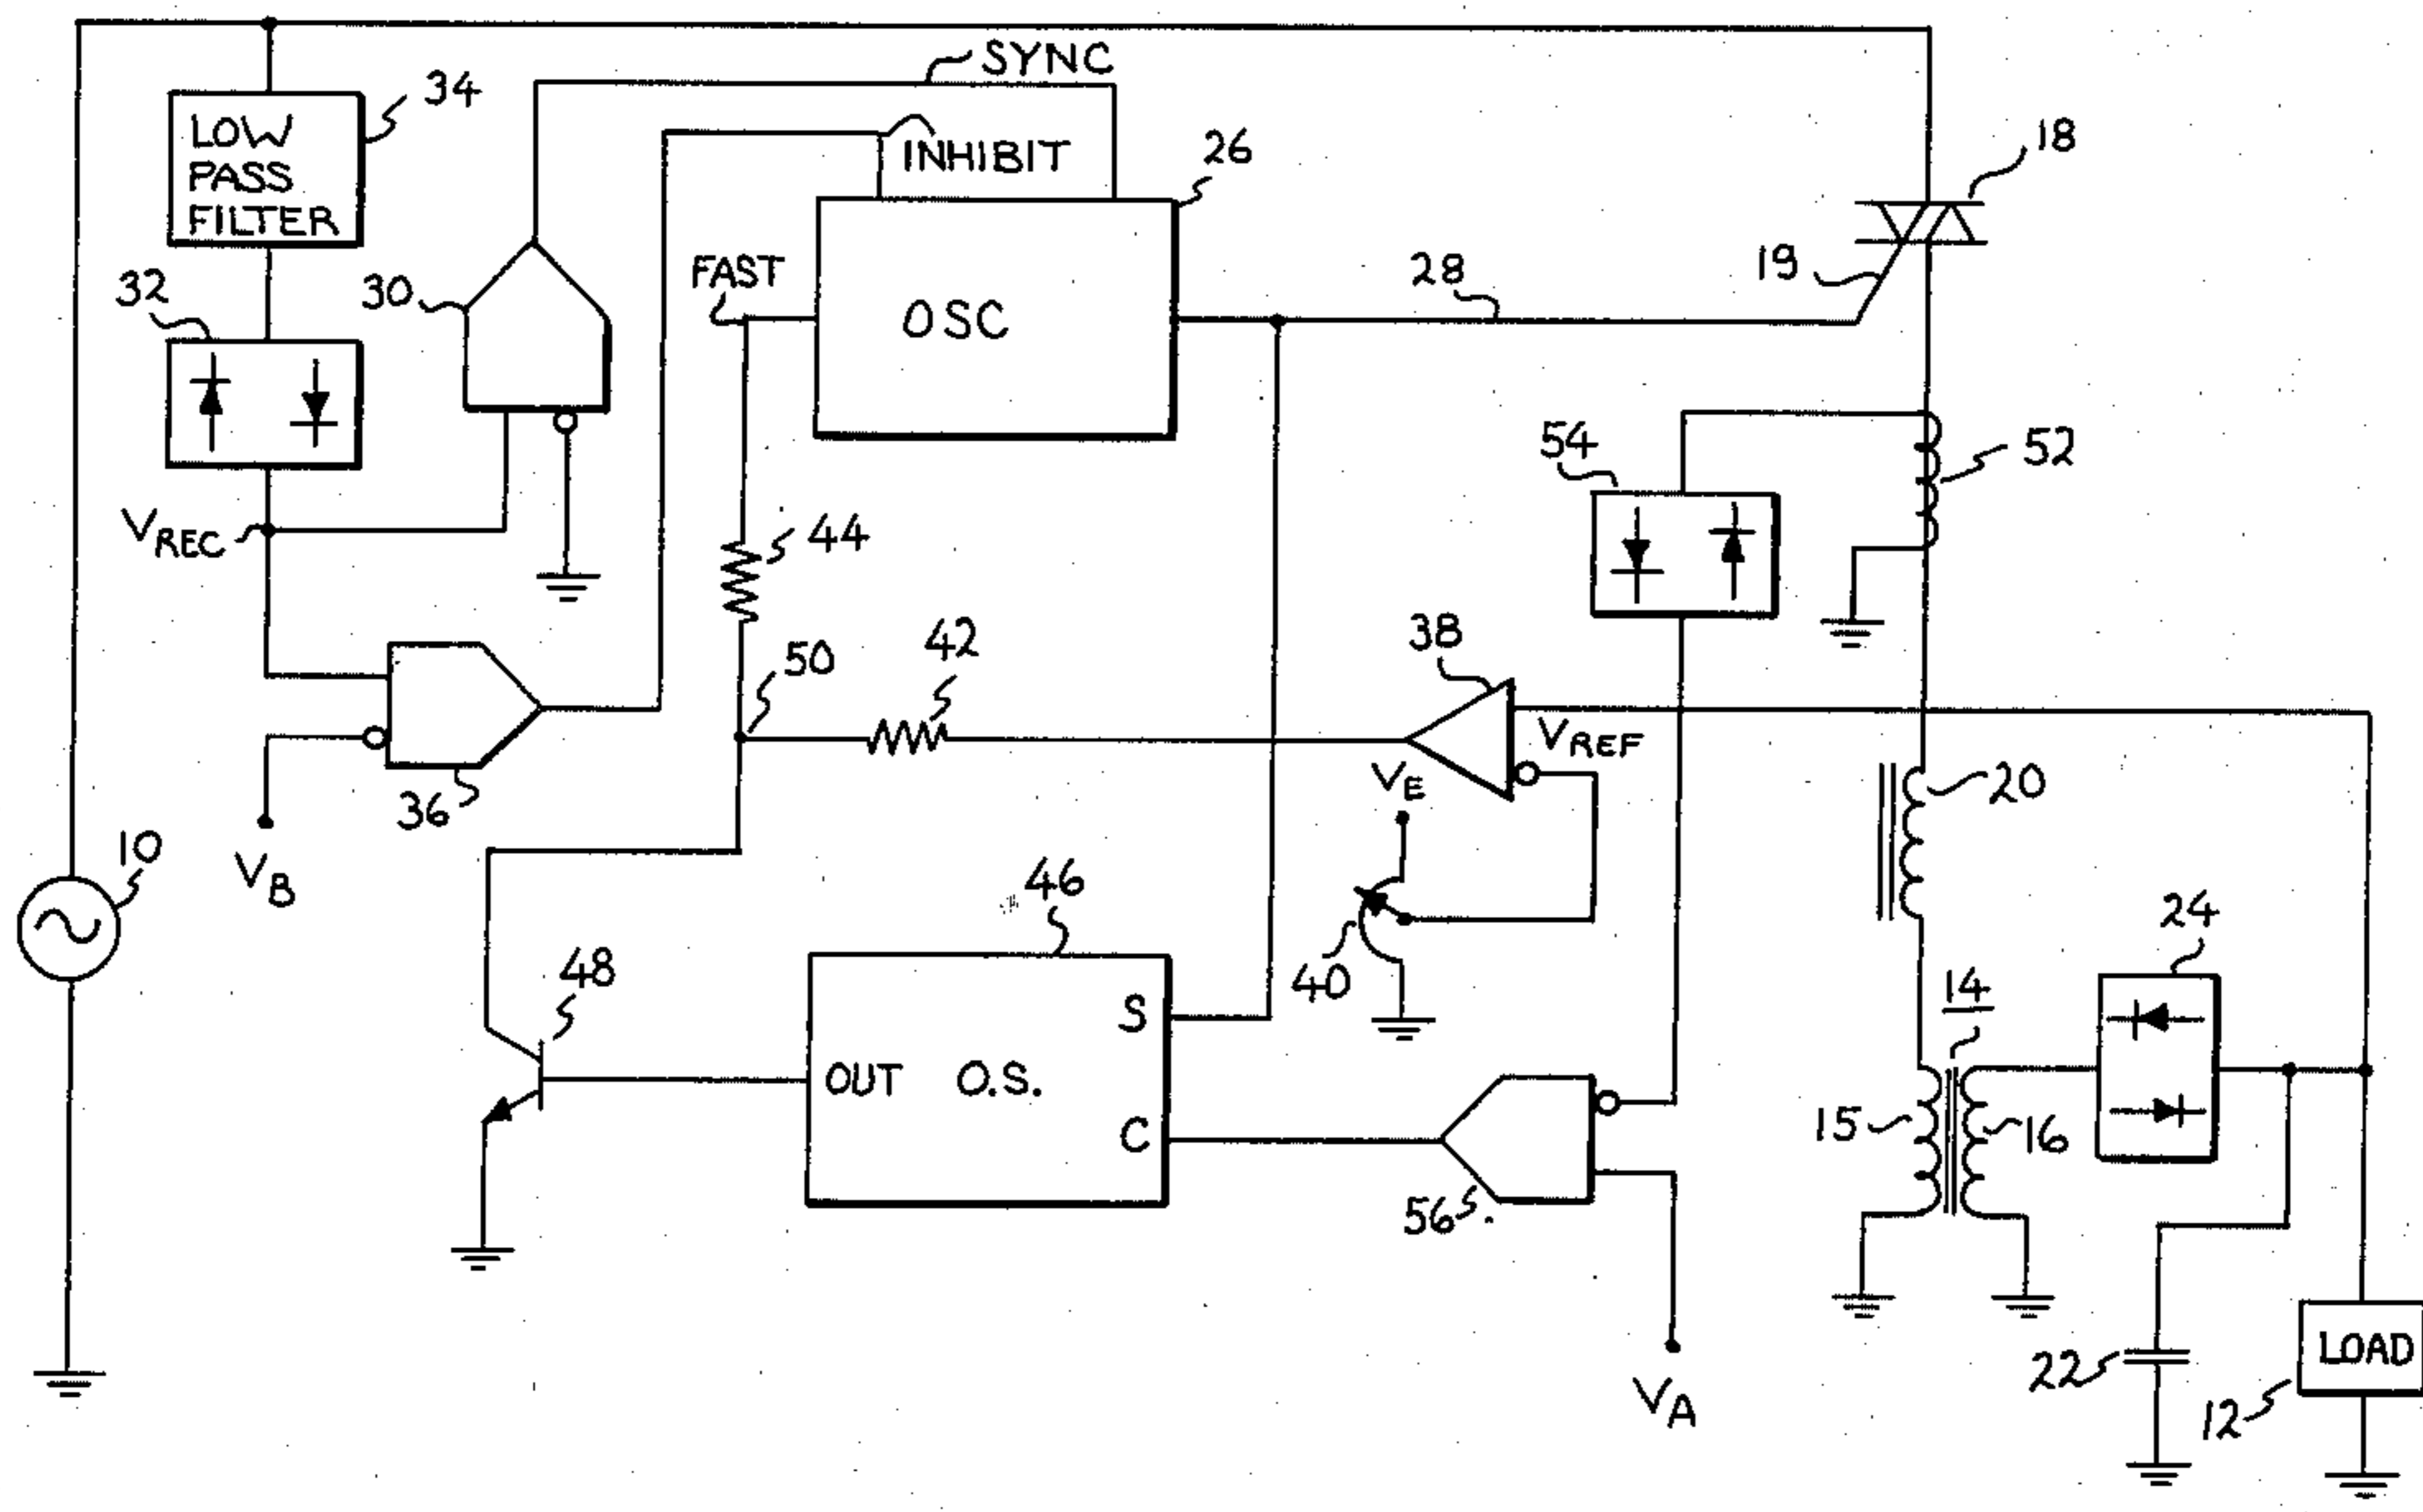 SYNC
34
LOW
PASS
FILTER
INHIBIT
26
18
32
30
FAST
OSC
28
19
VREC
44
54
52
50
42
38
VREF
VE
20
36
10
VB
46
40
24
48
14
S
OUT O.S.
C
15
16
56
22
LOAD
VA
12